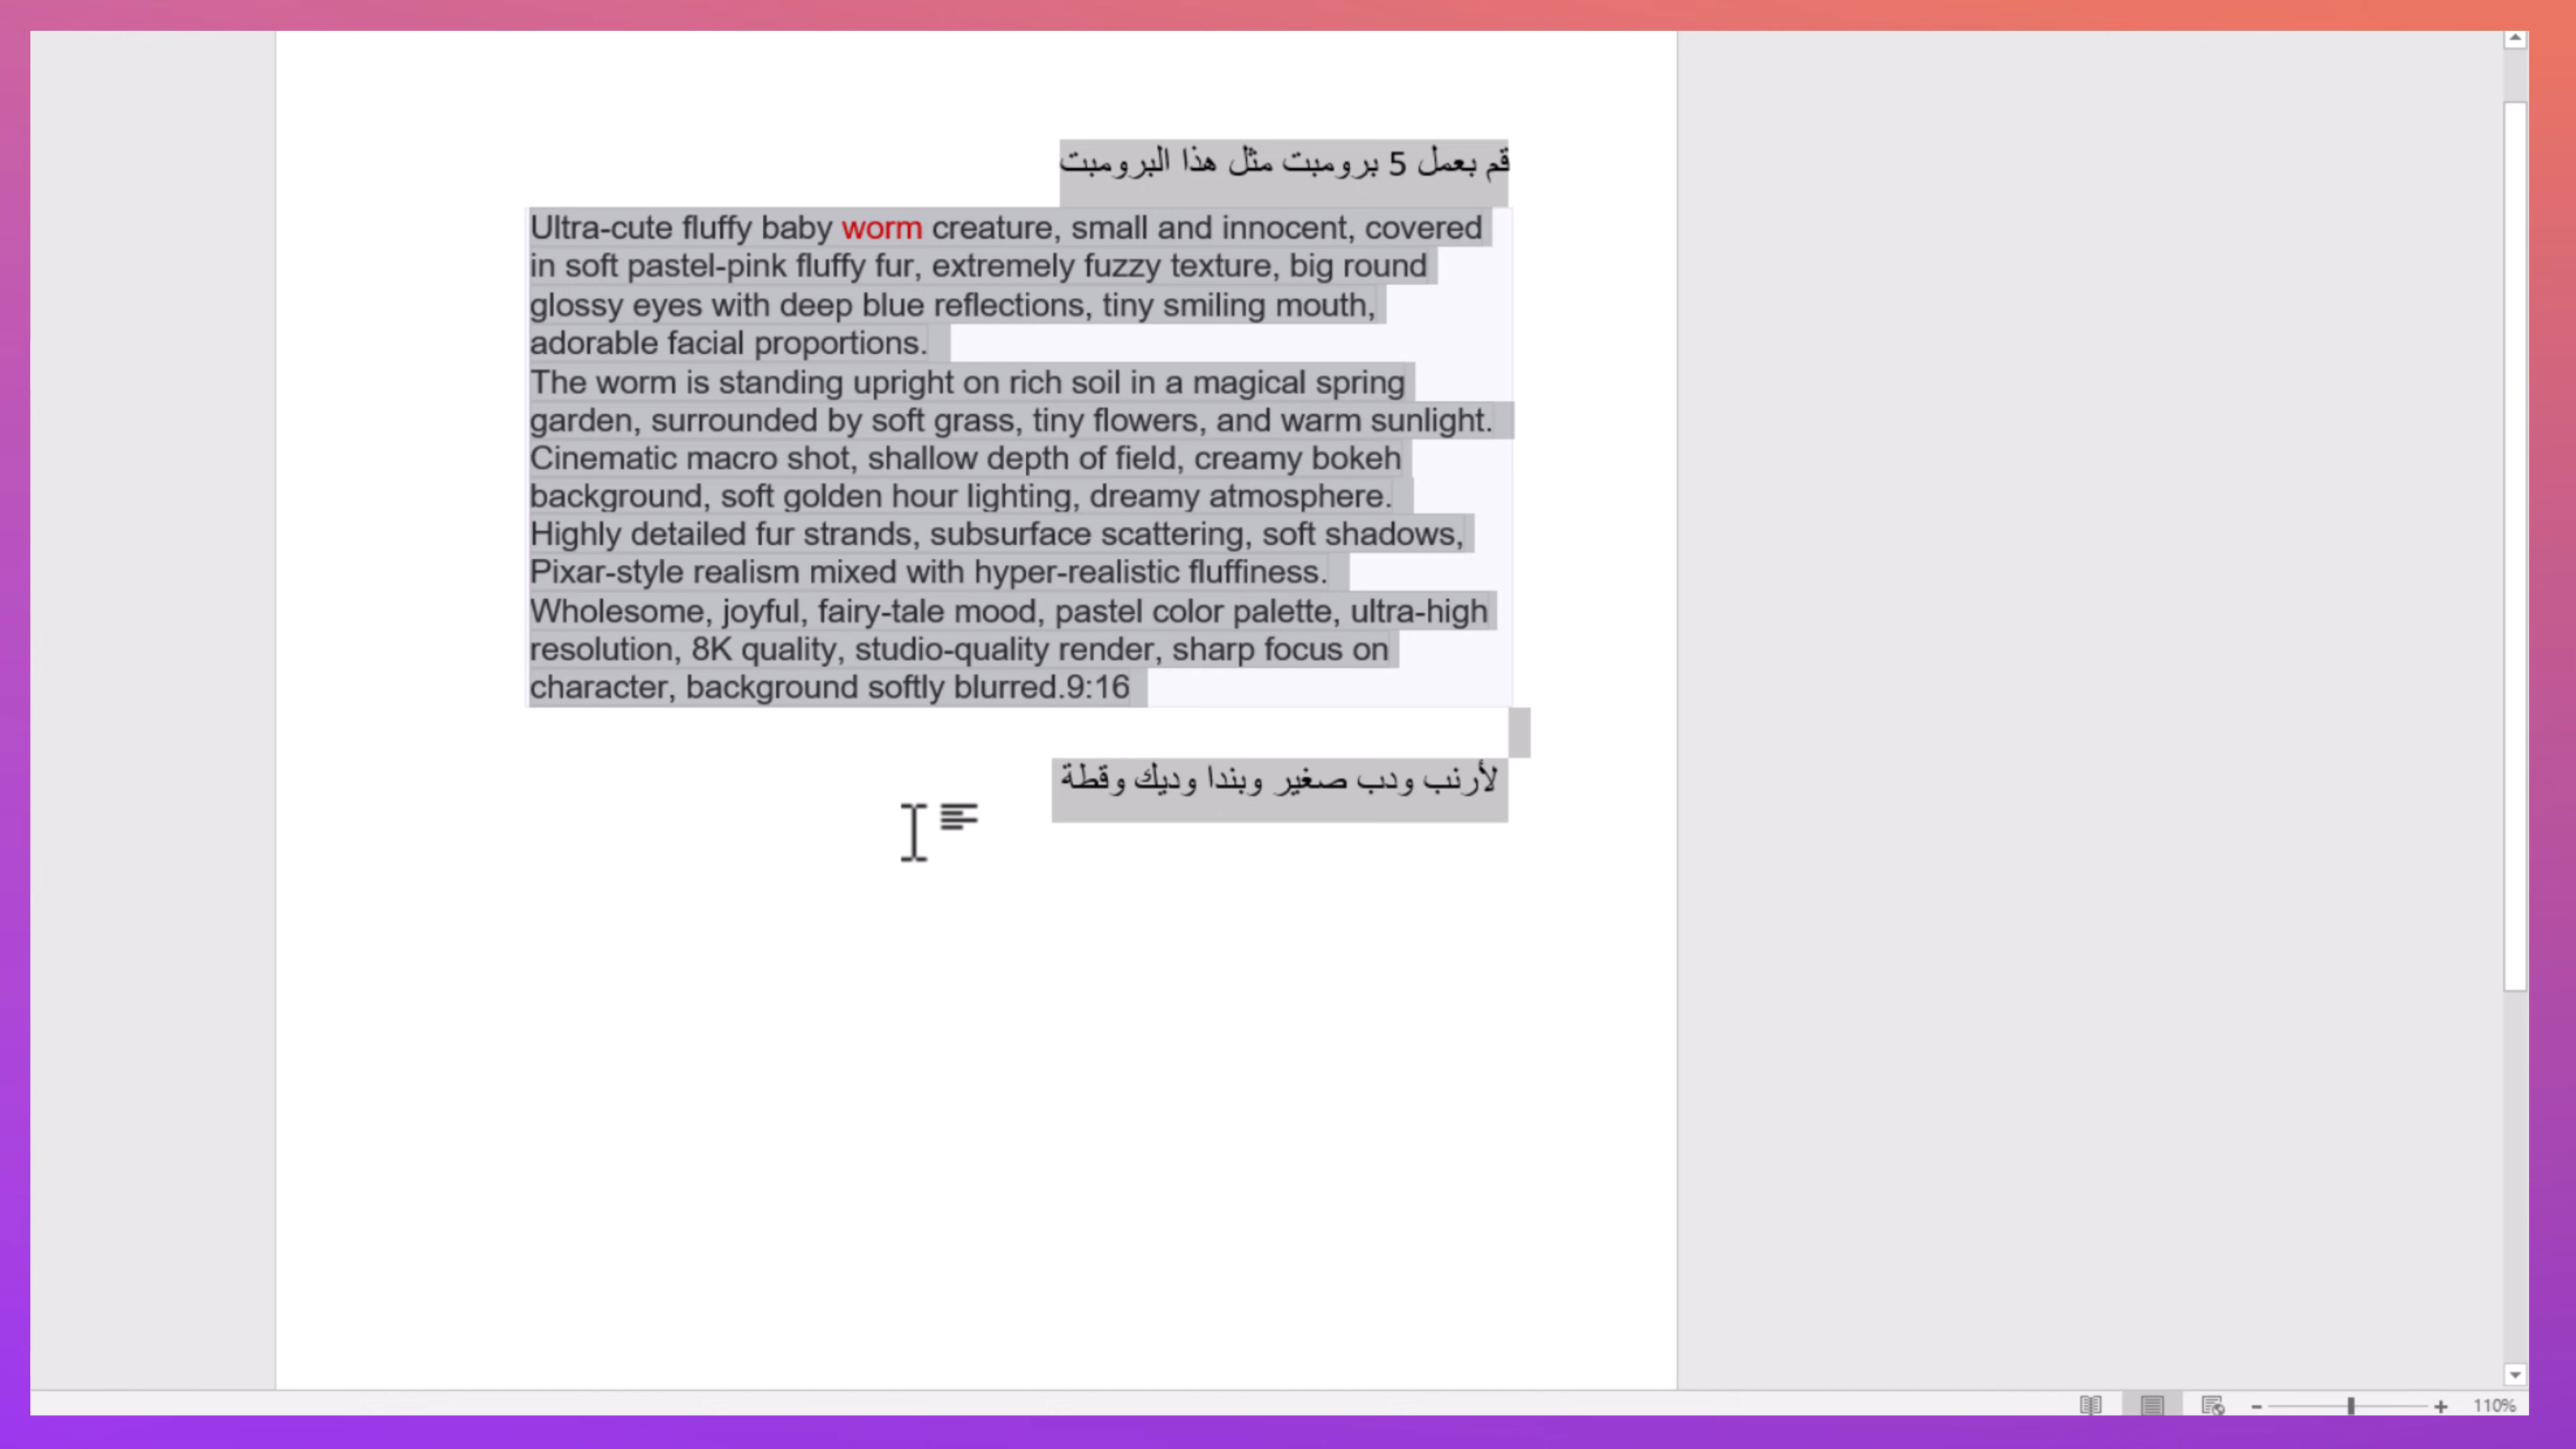 قم بعمل 5 برومبت مثل هذا البرومبت
Ultra-cute fluffy baby worm creature, small and innocent, covered
in soft pastel-pink fluffy fur, extremely fuzzy texture, big round
glossy eyes with deep blue reflections, tiny smiling mouth,
adorable facial proportions.
The worm is standing upright on rich soil in a magical spring
garden, surrounded by soft grass, tiny flowers, and warm sunlight.
Cinematic macro shot, shallow depth of field, creamy bokeh
background, soft golden hour lighting, dreamy atmosphere.
Highly detailed fur strands, subsurface scattering, soft shadows,
Pixar-style realism mixed with hyper-realistic fluffiness.
Wholesome, joyful, fairy-tale mood, pastel color palette, ultra-high
resolution, 8K quality, studio-quality render, sharp focus on
character, background softly blurred.9:16
لأرنب ودب صغير وبندا وديك وقطة
110%